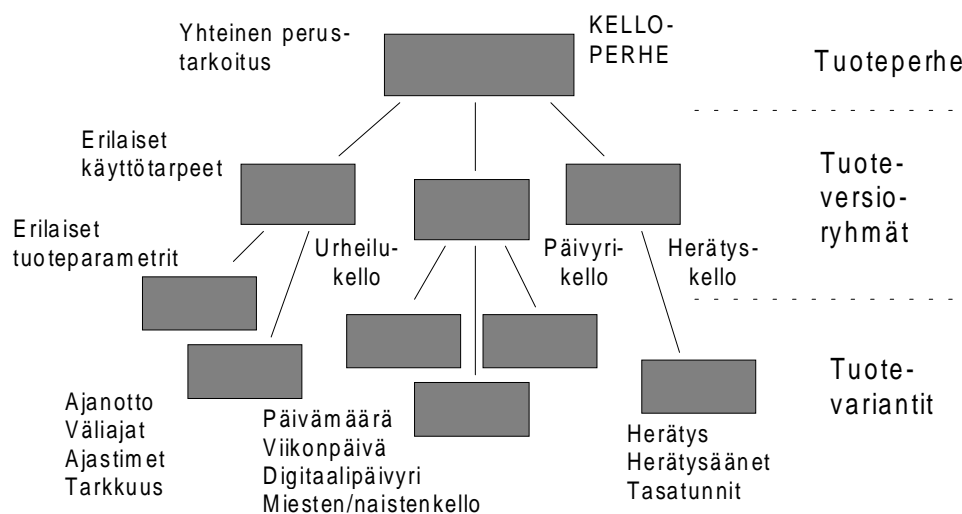 Yhteinen perus-
tarkoitus
KELLO-
PERHE
Tuoteperhe
Erilaiset
käyttötarpeet
Tuote-
versio-
ryhmät
Erilaiset
tuoteparametrit
Urheilu-
kello
Päivyri-
kello
Herätys-
kello
Tuote-
variantit
Ajanotto
Väliajat
Ajastimet
Tarkkuus
Päivämäärä
Viikonpäivä
Digitaalipäivyri
Miesten/naistenkello
Herätys
Herätysäänet
Tasatunnit